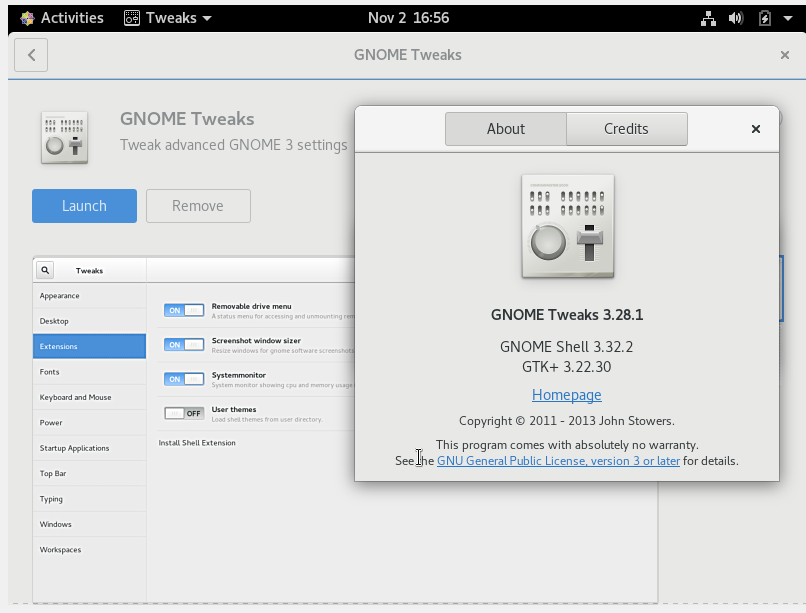 Activities
Tweaks
Nov 2 16:56
GNOME Tweaks
GNOME Tweaks
Tweak advanced GNOME 3 settings
Launch
Remove
Tweaks
Appearance
Desktop
Extensions
Fonts
Keyboard and Mouse
Power
Startup Applications
Top Bar
Typing
Windows
Workspaces
ON
Removable drive menu
A status menu for accessing and unmounting
ON
Screenshot window sizer
Resize windows for gnome software screenshots
ON
Systemmonitor
System monitor showing cpu and memory usage
OFF
User themes
Load shell themes from user directory.
Install Shell Extension
About
Credits
GNOME Tweaks 3.28.1
GNOME Shell 3.32.2
GTK+ 3.22.30
Homepage
Copyright © 2011 - 2013 John Stowers.
This program comes with absolutely no warranty.
See the GNU General Public License, version 3 or later for details.